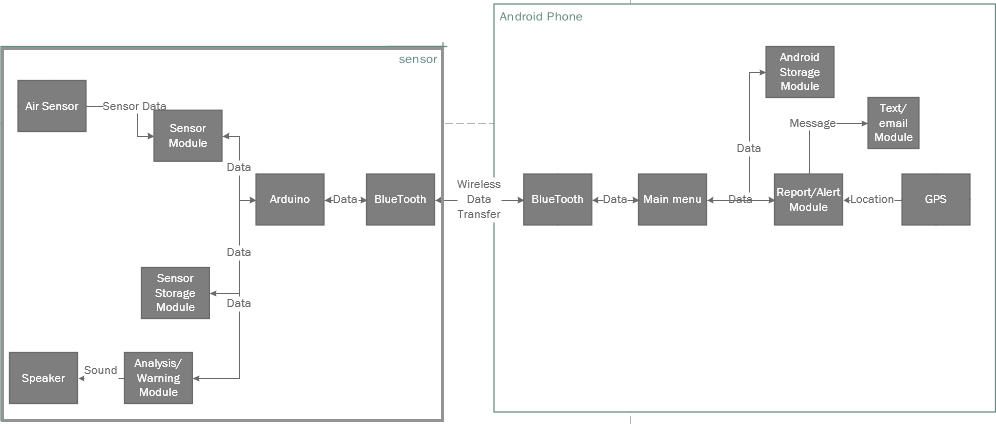 Android Phone
sensor
Air Sensor
Sensor Data
Sensor
Module
Data
Arduino
Data
BlueTooth
Wireless
Data
Transfer
Data
Sensor
Storage
Module
Data
Speaker
Sound
Analysis/
Warning
Module
BlueTooth
Data
Main menu
Data
Data
Android
Storage
Module
Message
Text/
email
Module
Report/Alert
Module
Location
GPS